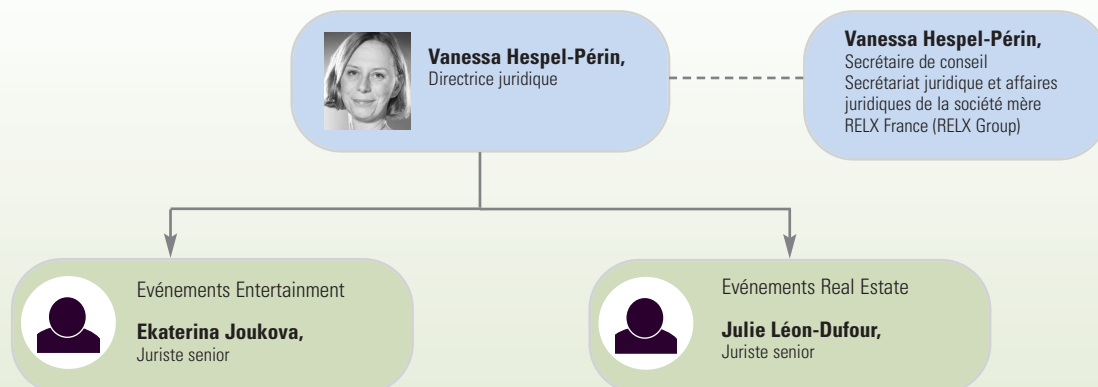 Vanessa Hespel-Périn,
Directrice juridique
Vanessa Hespel-Périn,
Secrétaire de conseil
Secrétariat juridique et affaires
juridiques de la société mère
RELX France (RELX Group)
Evénements Entertainment
Ekaterina Joukova,
Juriste senior
Evénements Real Estate
Julie Léon-Dufour,
Juriste senior